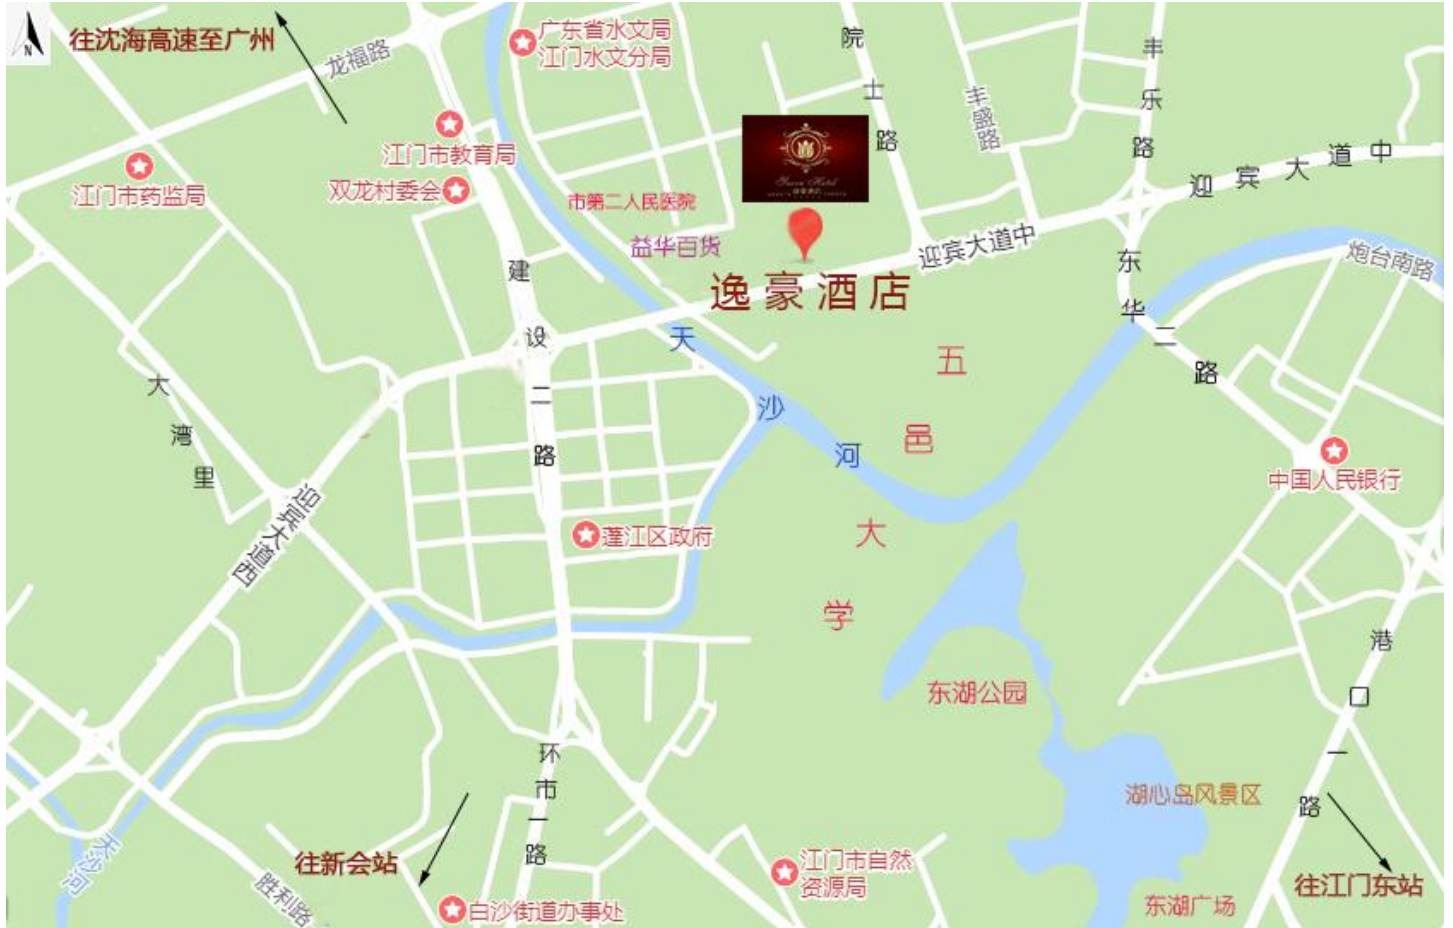 N
往沈海高速至广州
龙福路
广东省水文局
江门水文分局
院士路
丰盛路
丰乐路
江门市教育局
江门市药监局
双龙村委会
市第二人民医院
益华百货
迎宾大道中
迎宾大道中
炮台南路
逸豪酒店
建设二路
东华二路
天沙河
五邑大学
大湾里
迎宾大道西
蓬江区政府
中国人民银行
港口一路
东湖公园
湖心岛风景区
环市一路
天沙河
往新会站
胜利路
白沙街道办事处
江门市自然
资源局
往江门东站
东湖广场